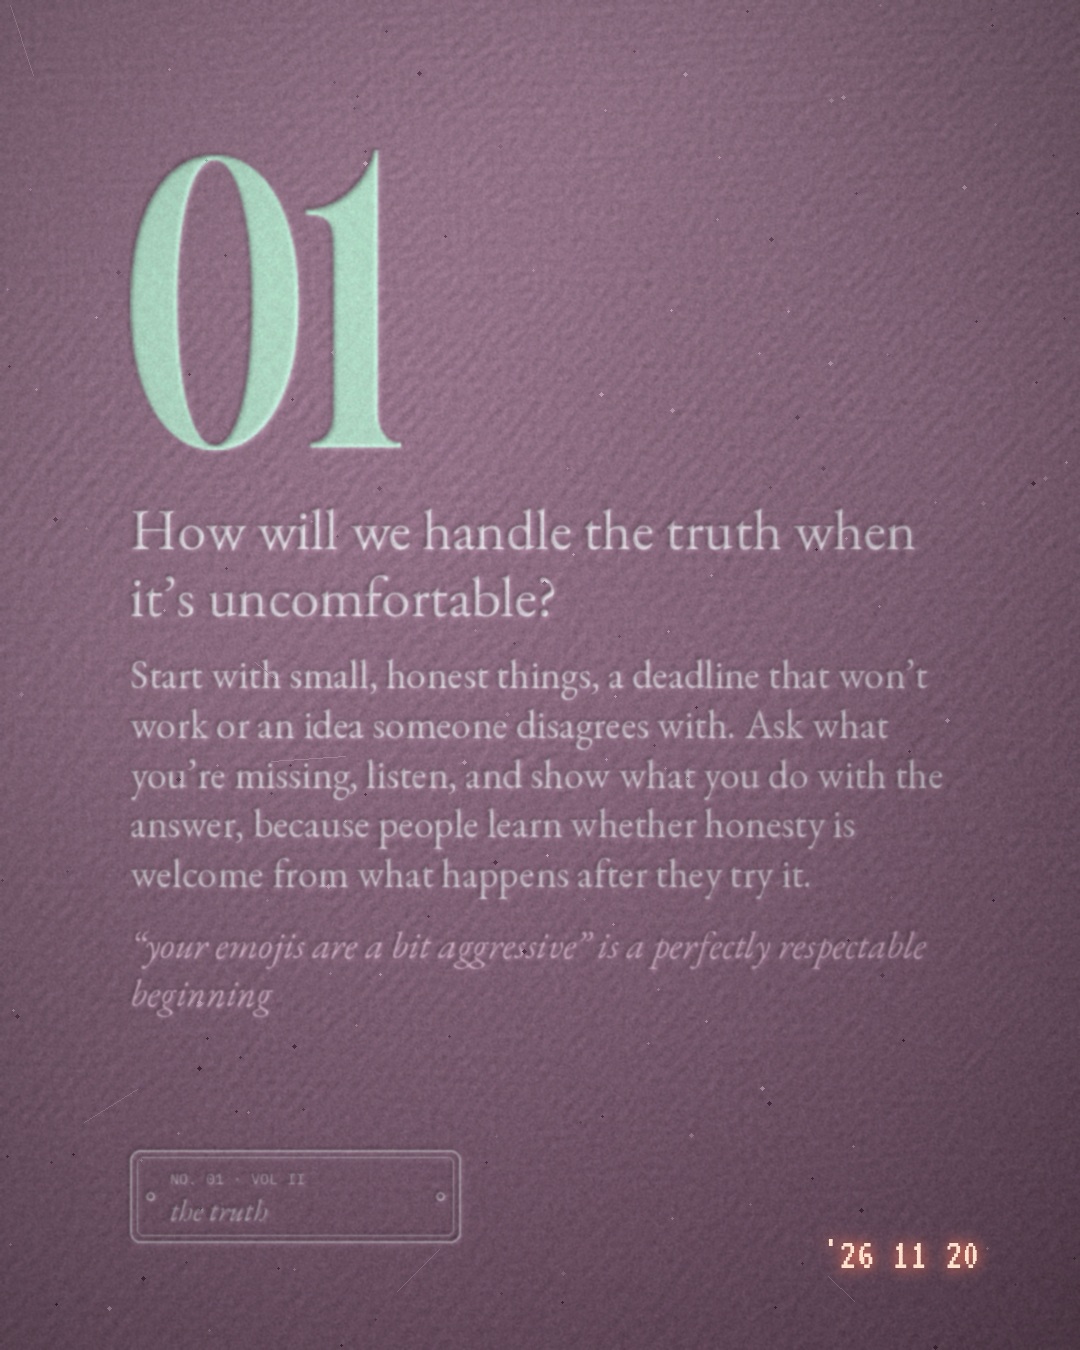 01
How will we handle the truth when
it’s uncomfortable?
Start with small, honest things, a deadline that won’t
work or an idea someone disagrees with. Ask what
you’re missing, listen, and show what you do with the
answer, because people learn whether honesty is
welcome from what happens after they try it.
“your emojis are a bit aggressive” is a perfectly respectable
beginning
NO. 01 · VOL II
the truth
'26 11 20